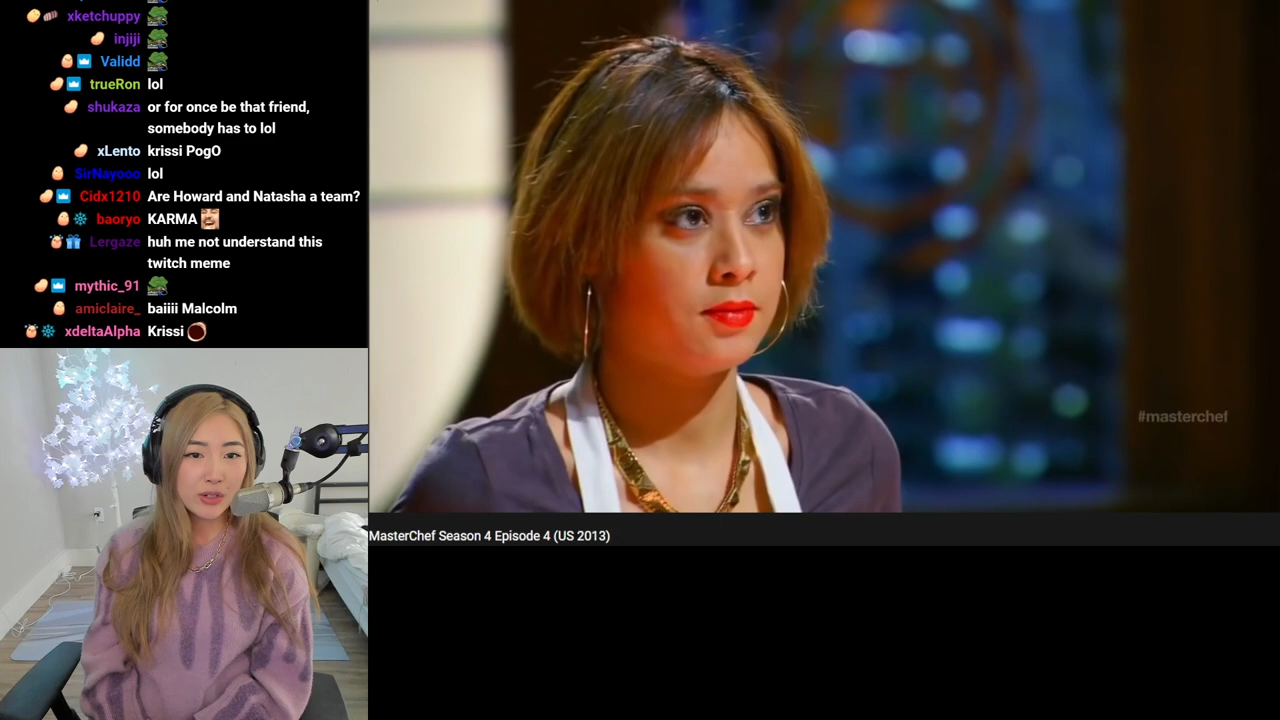 xketchuppy
injiji
Validd
trueRon lol
shukaza or for once be that friend,
somebody has to lol
xLento krissi PogO
SirNayooo lol
Cidx1210 Are Howard and Natasha a team?
baoryo KARMA
Lergaze huh me not understand this
twitch meme
mythic_91
amiclaire_ baiiii Malcolm
xdeltaAlpha Krissi
#masterchef
MasterChef Season 4 Episode 4 (US 2013)